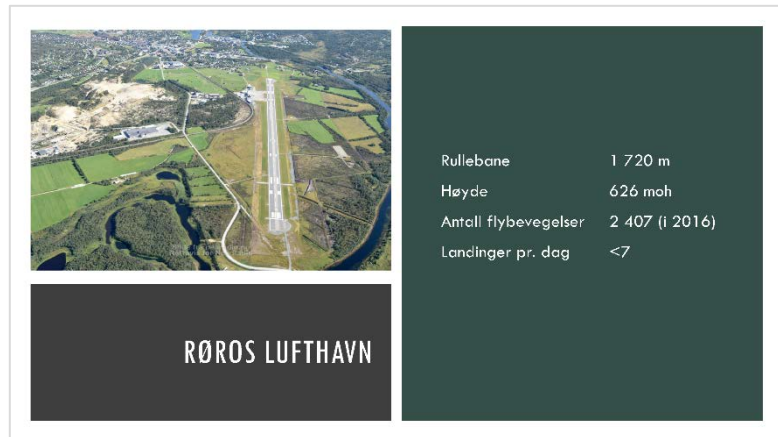 RØROS LUFTHAVN
Rullebane 1 720 m
Høyde 626 moh
Antall flybevegelser 2 407 (i 2016)
Landinger pr. dag <7